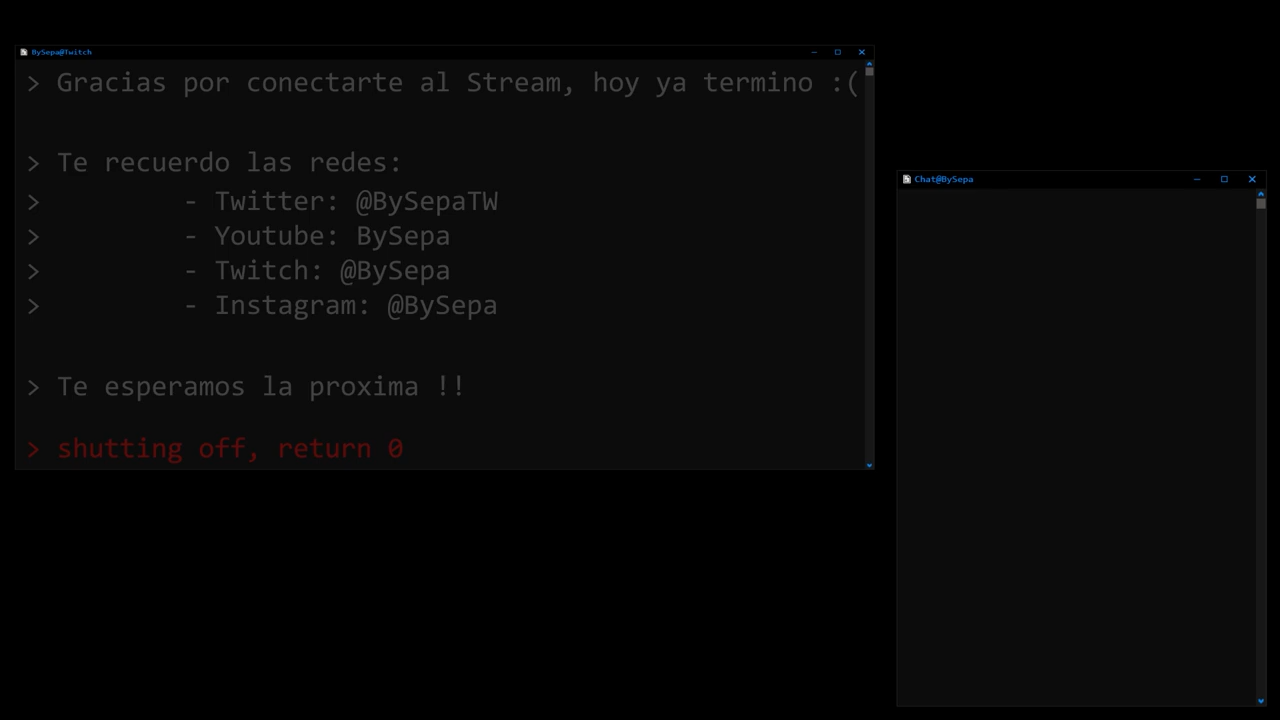 BySepa@Twitch
> Gracias por conectarte al Stream, hoy ya termino :(
> Te recuerdo las redes:
> - Twitter: @BySepaTW
> - Youtube: BySepa
> - Twitch: @BySepa
> - Instagram: @BySepa
> Te esperamos la proxima !!
> shutting off, return 0
Chat@BySepa